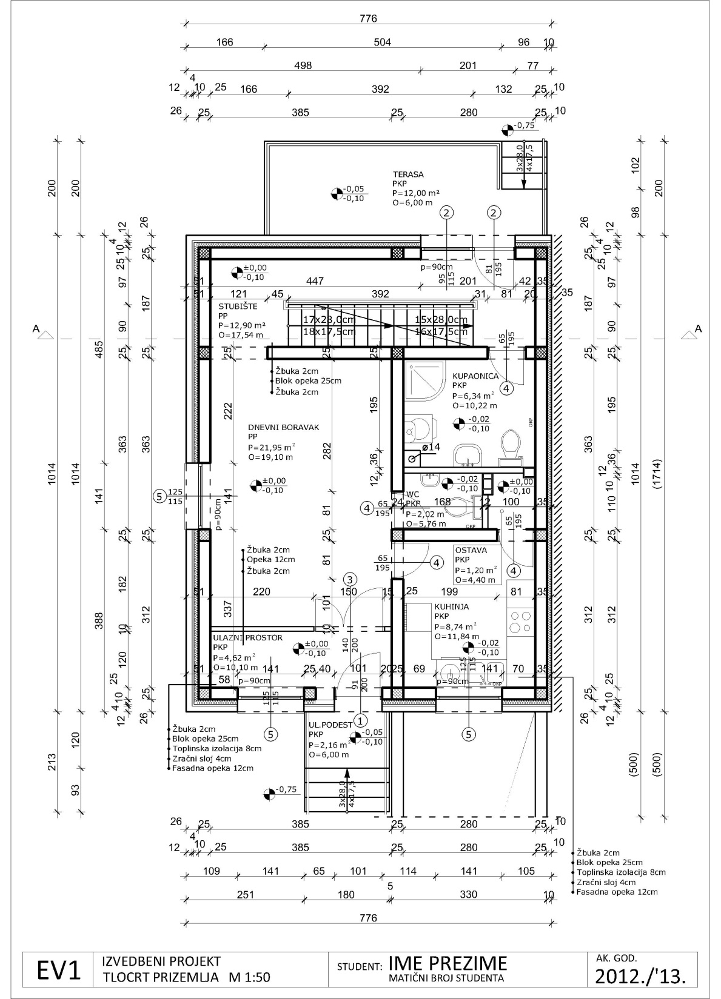 776
166 504 96 10
498 201 77
4
12 10 25 166 392 132 25 10
26 25 385 25 280 25 10
-0,75
3x28,0
4x17,5
TERASA
PKP
P=12,00 m²
O=6,00 m
-0,05
-0,10
200 200
102 98 200
2 2
26 12 4 10 25 25 97 187 90 25 25
26 4 10 25 25 97 187 90 25 25
±0,00
-0,10
p=90cm
95
115
81
195
51 447 201 42 35
51 121 45 392 31 81 20 35
STUBIŠTE
PP
P=12,90 m²
O=17,54 m
17x28,0cm
18x17,5cm
15x28,0cm
16x17,5cm
65
195
A A
485
25 25 25
Žbuka 2cm
Blok opeka 25cm
Žbuka 2cm
KUPAONICA
PKP
P=6,34 m²
O=10,22 m
4
-0,02
-0,10
OKP
222 195 195
DNEVNI BORAVAK
PP
P=21,95 m²
O=19,10 m
ø14
363 363 282 36 12
363 12 36 10 110
±0,00
-0,10
1014 1014 141
1014 (1714)
5
125
115
141
p=90cm
-0,02
-0,10
±0,00
-0,10
WC
PKP
P=2,02 m²
O=5,76 m
OKP
4
65
195
24 168 12 100 35
65
195
81 25 81
25 25 25 25
Žbuka 2cm
Opeka 12cm
Žbuka 2cm
65
195
4
OSTAVA
PKP
P=1,20 m²
O=4,40 m
4
3
51 220 150 15 25 199 81 35
182 312 388 337 101 10
312 312
KUHINJA
PKP
P=8,74 m²
O=11,84 m
-0,02
-0,10
ULAZNI PROSTOR
PKP
P=4,62 m²
O=10,10 m
±0,00
-0,10
140
200
10 120 25
51 141 25 40 101 20 25 69 141 70 35
58
p=90cm
125
115
91
200
125
115
p=90cm
OKP
25 10 4 12 26
25 10 4 12 26
Žbuka 2cm
Blok opeka 25cm
Toplinska izolacija 8cm
Zračni sloj 4cm
Fasadna opeka 12cm
5 1 5
UL.PODEST
PKP
P=2,16 m²
O=6,00 m
-0,05
-0,10
-0,75
3x28,0
4x17,5
213 120 93
(500) (500)
26 25 385 25 280 25 10
4
12 10 25 385 25 280 25 10
109 141 65 101 114 141 105
5
251 180 330 10
776
Žbuka 2cm
Blok opeka 25cm
Toplinska izolacija 8cm
Zračni sloj 4cm
Fasadna opeka 12cm
EV1
IZVEDBENI PROJEKT
TLOCRT PRIZEMLJA M 1:50
STUDENT: IME PREZIME
MATIČNI BROJ STUDENTA
AK. GOD.
2012./'13.